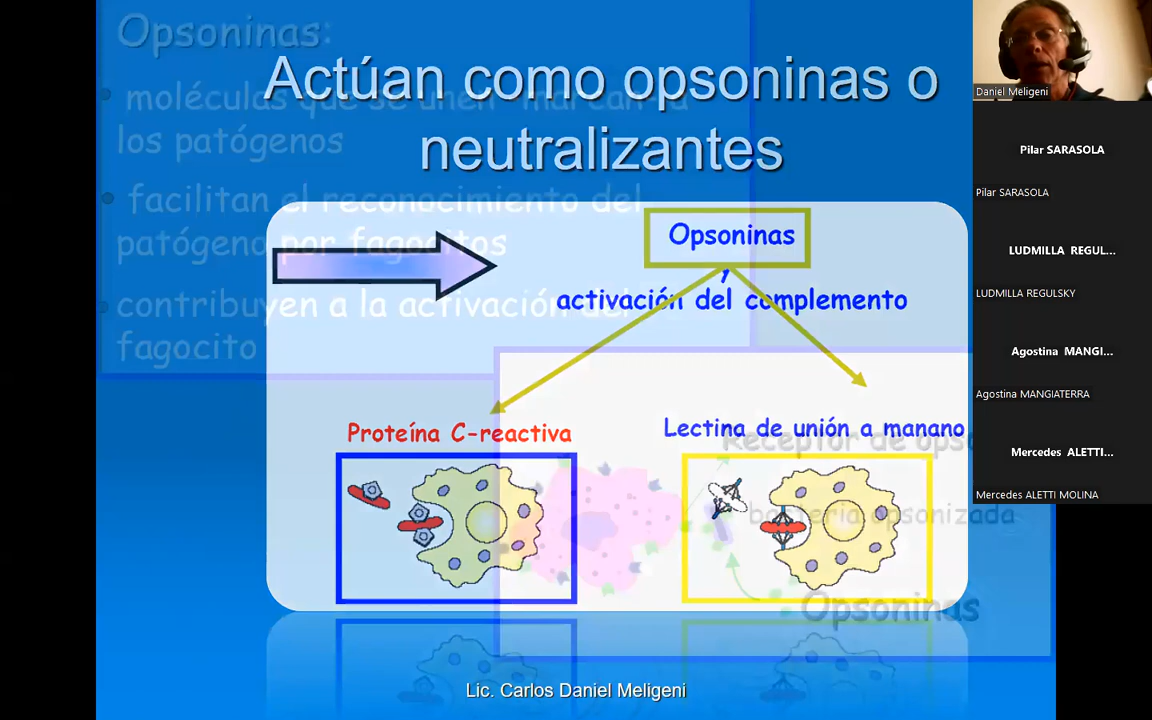 Opsoninas:
Actúan como opsoninas o
neutralizantes
moléculas que se unen marcan a
los patógenos
facilitan el reconocimiento del
patógeno por fagocitos
contribuyen a la activación del
fagocito
Opsoninas
,
activación del complemento
Proteína C-reactiva
Lectina de unión a manano
Receptor de opso
bacteria opsonizada
Opsoninas
Lic. Carlos Daniel Meligeni
Daniel Meligeni
Pilar SARASOLA
Pilar SARASOLA
LUDMILLA REGUL...
LUDMILLA REGULSKY
Agostina MANGI...
Agostina MANGIATERRA
Mercedes ALETTI...
Mercedes ALETTI MOLINA